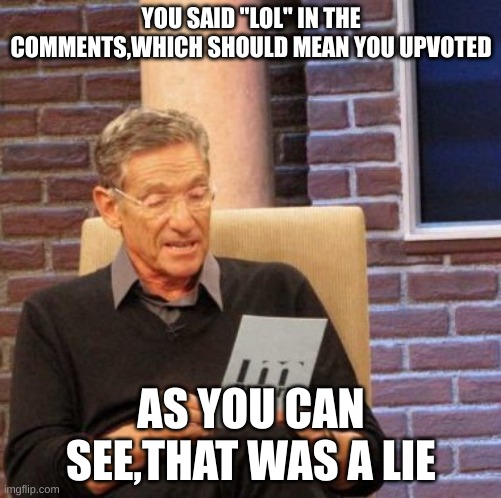 YOU SAID "LOL" IN THE
COMMENTS,WHICH SHOULD MEAN YOU UPVOTED
AS YOU CAN
SEE,THAT WAS A LIE
imgflip.com